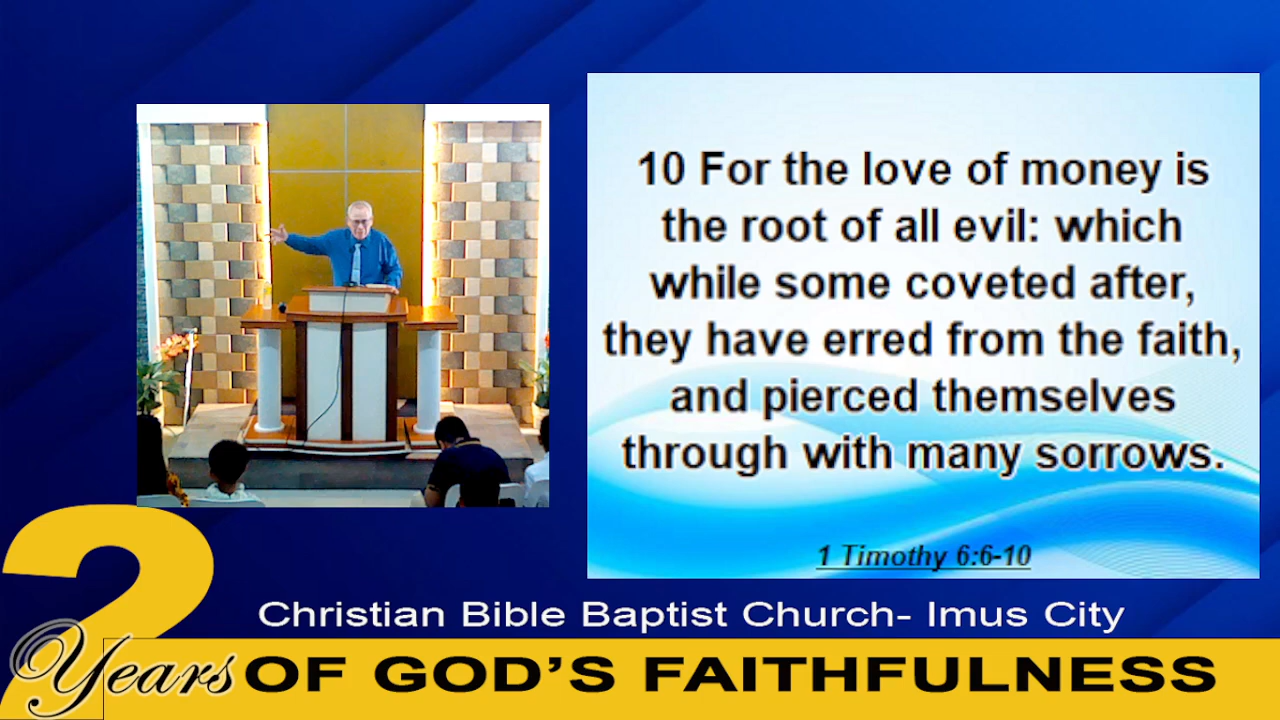 10 For the love of money is
the root of all evil: which
while some coveted after,
they have erred from the faith,
and pierced themselves
through with many sorrows.
1 Timothy 6:6-10
Christian Bible Baptist Church- Imus City
2
Years OF GOD'S FAITHFULNESS